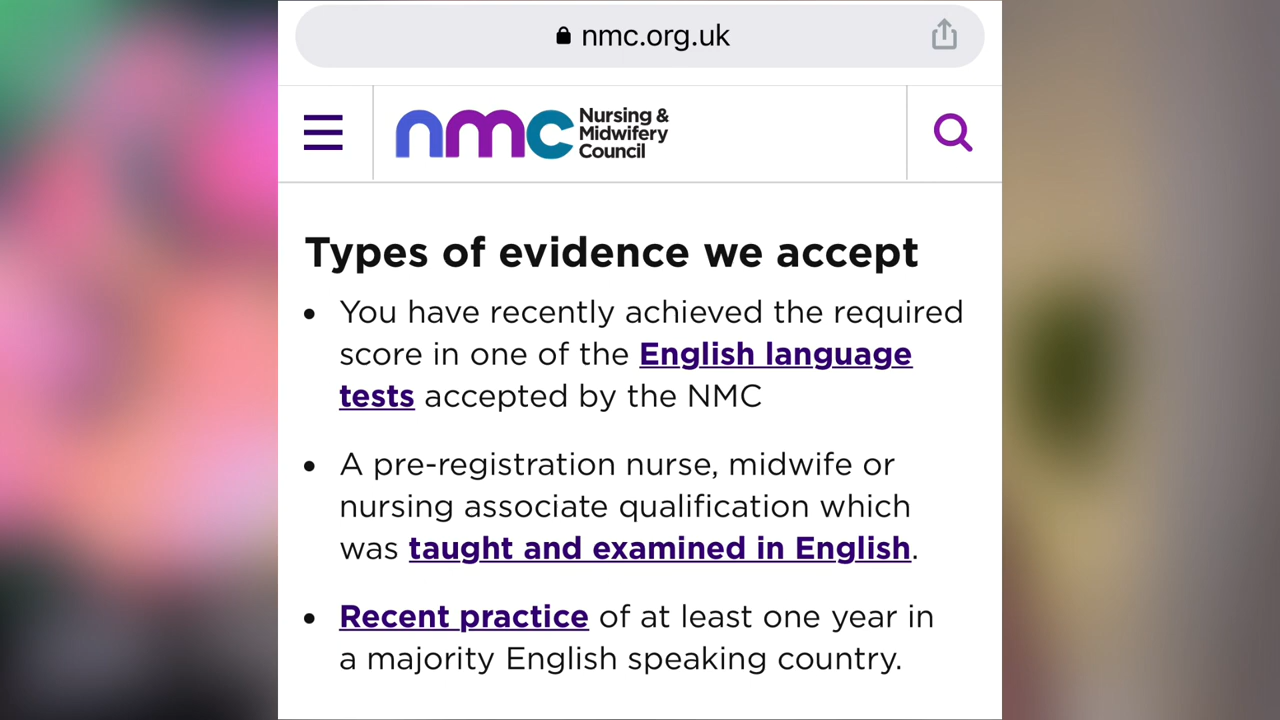 nmc.org.uk
nmc
Nursing &
Midwifery
Council
Types of evidence we accept
• You have recently achieved the required
score in one of the English language
tests accepted by the NMC
• A pre-registration nurse, midwife or
nursing associate qualification which
was taught and examined in English.
• Recent practice of at least one year in
a majority English speaking country.